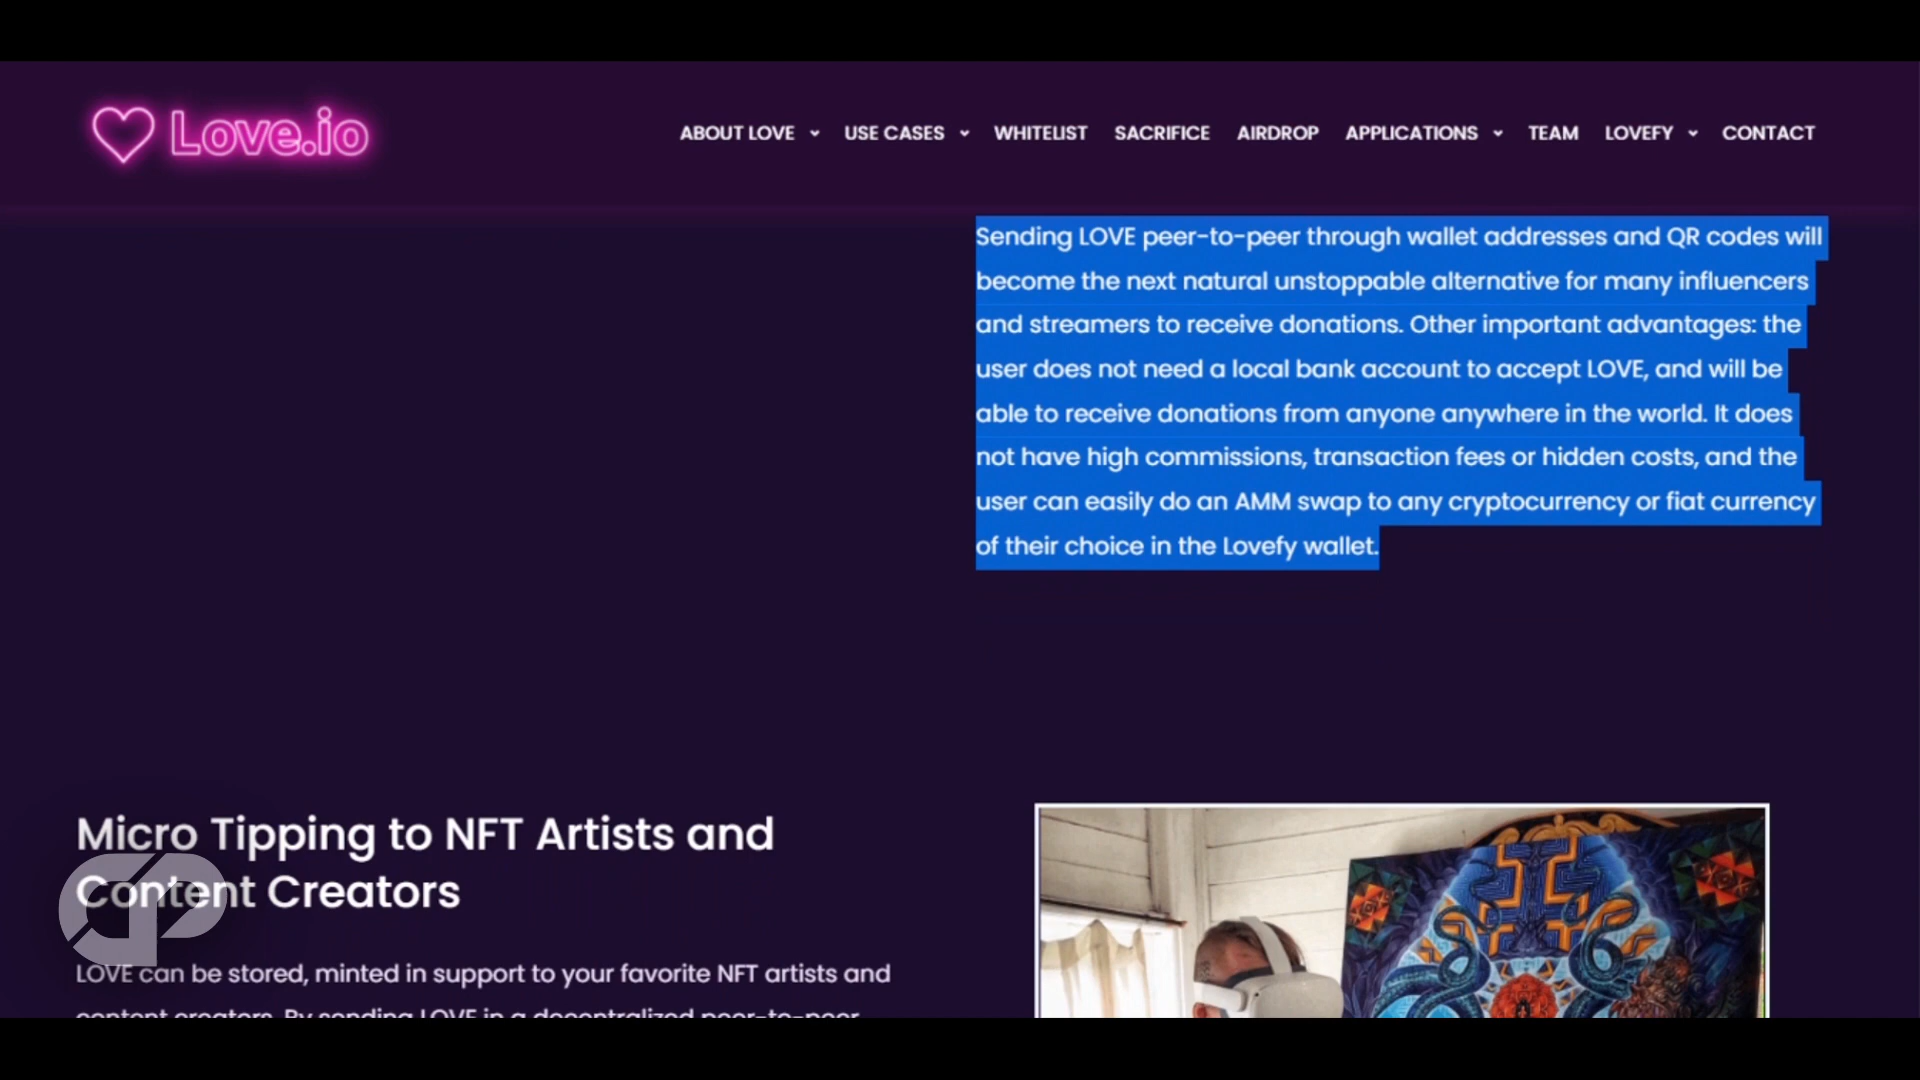 Love.io
ABOUT LOVE USE CASES WHITELIST SACRIFICE AIRDROP APPLICATIONS TEAM LOVEFY CONTACT
Sending LOVE peer-to-peer through wallet addresses and QR codes will
become the next natural unstoppable alternative for many influencers
and streamers to receive donations. Other important advantages: the
user does not need a local bank account to accept LOVE, and will be
able to receive donations from anyone anywhere in the world. It does
not have high commissions, transaction fees or hidden costs, and the
user can easily do an AMM swap to any cryptocurrency or fiat currency
of their choice in the Lovefy wallet.
Micro Tipping to NFT Artists and
Content Creators
LOVE can be stored, minted in support to your favorite NFT artists and
content creators. By sending LOVE in a decentralized peer-to-peer